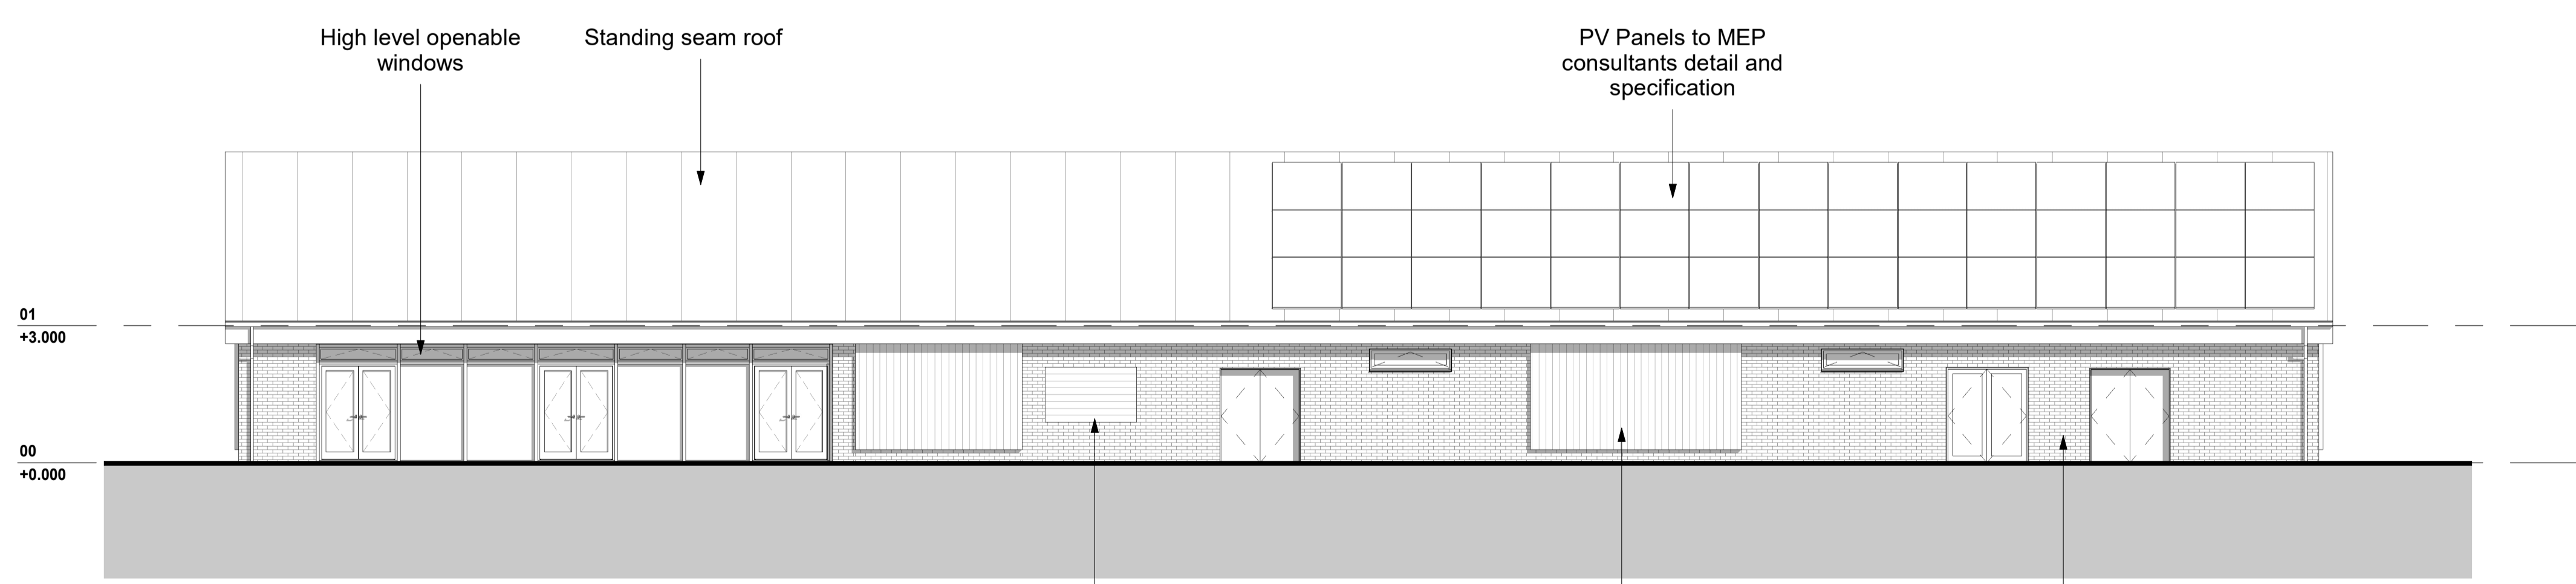 High level openable
windows
Standing seam roof
PV Panels to MEP
consultants detail and
specification
01
+3.000
00
+0.000